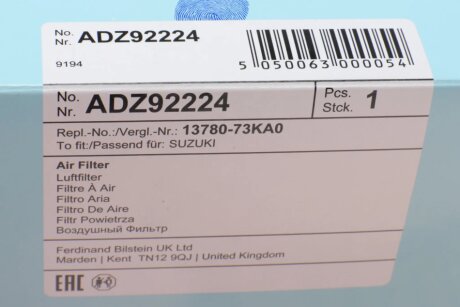 No.
Nr. ADZ92224
9194
5 050063 000054
No.
Nr. ADZ92224
Pcs.
Stck. 1
Repl.-No.:/Vergl.-Nr.: 13780-73KA0
To fit:/Passend für: SUZUKI
Air Filter
Luftfilter
Filtre À Air
Filtro Aria
Filtro De Aire
Filtr Powietrza
Воздушный Фильтр
Ferdinand Bilstein UK Ltd
Marden | Kent TN12 9QJ | United Kingdom
EAC